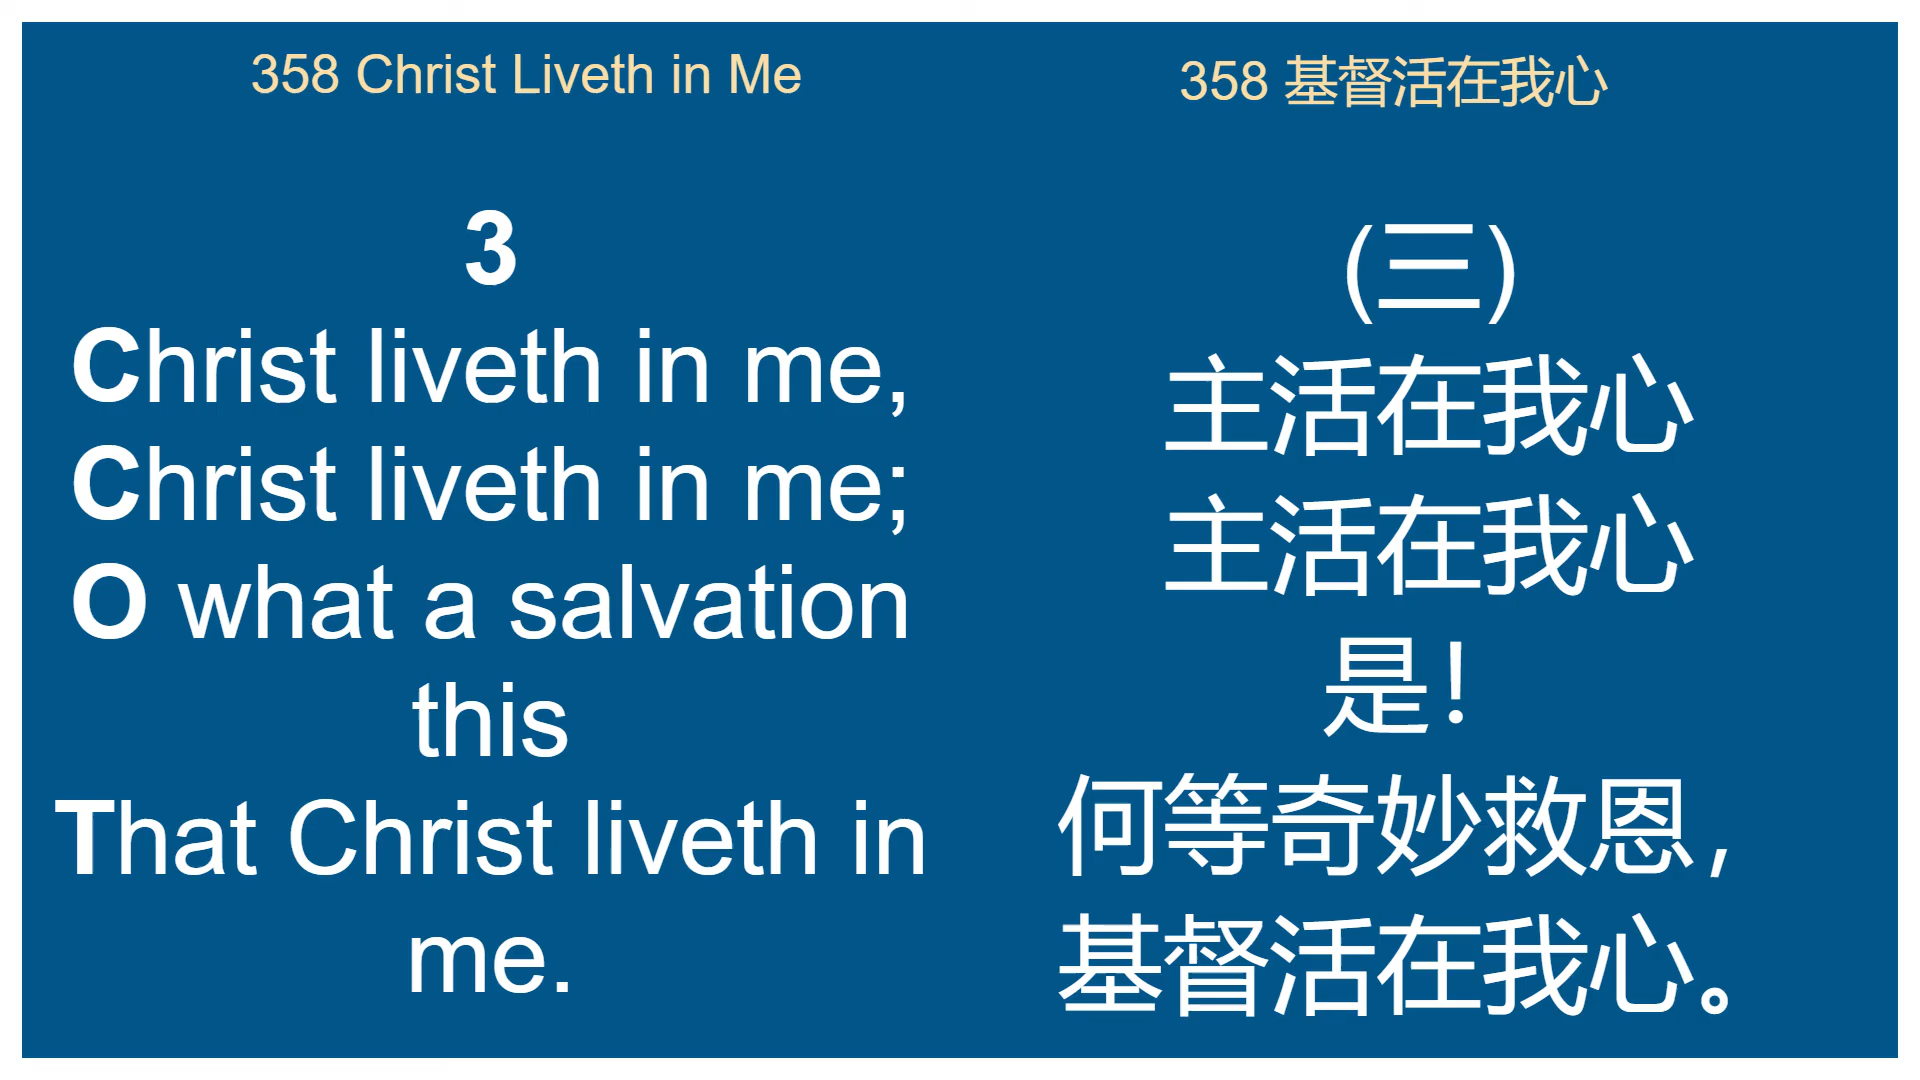 358 Christ Liveth in Me
3
Christ liveth in me,
Christ liveth in me;
O what a salvation
this
That Christ liveth in
me.
358 基督活在我心
(三)
主活在我心
主活在我心
是!
何等奇妙救恩,
基督活在我心。